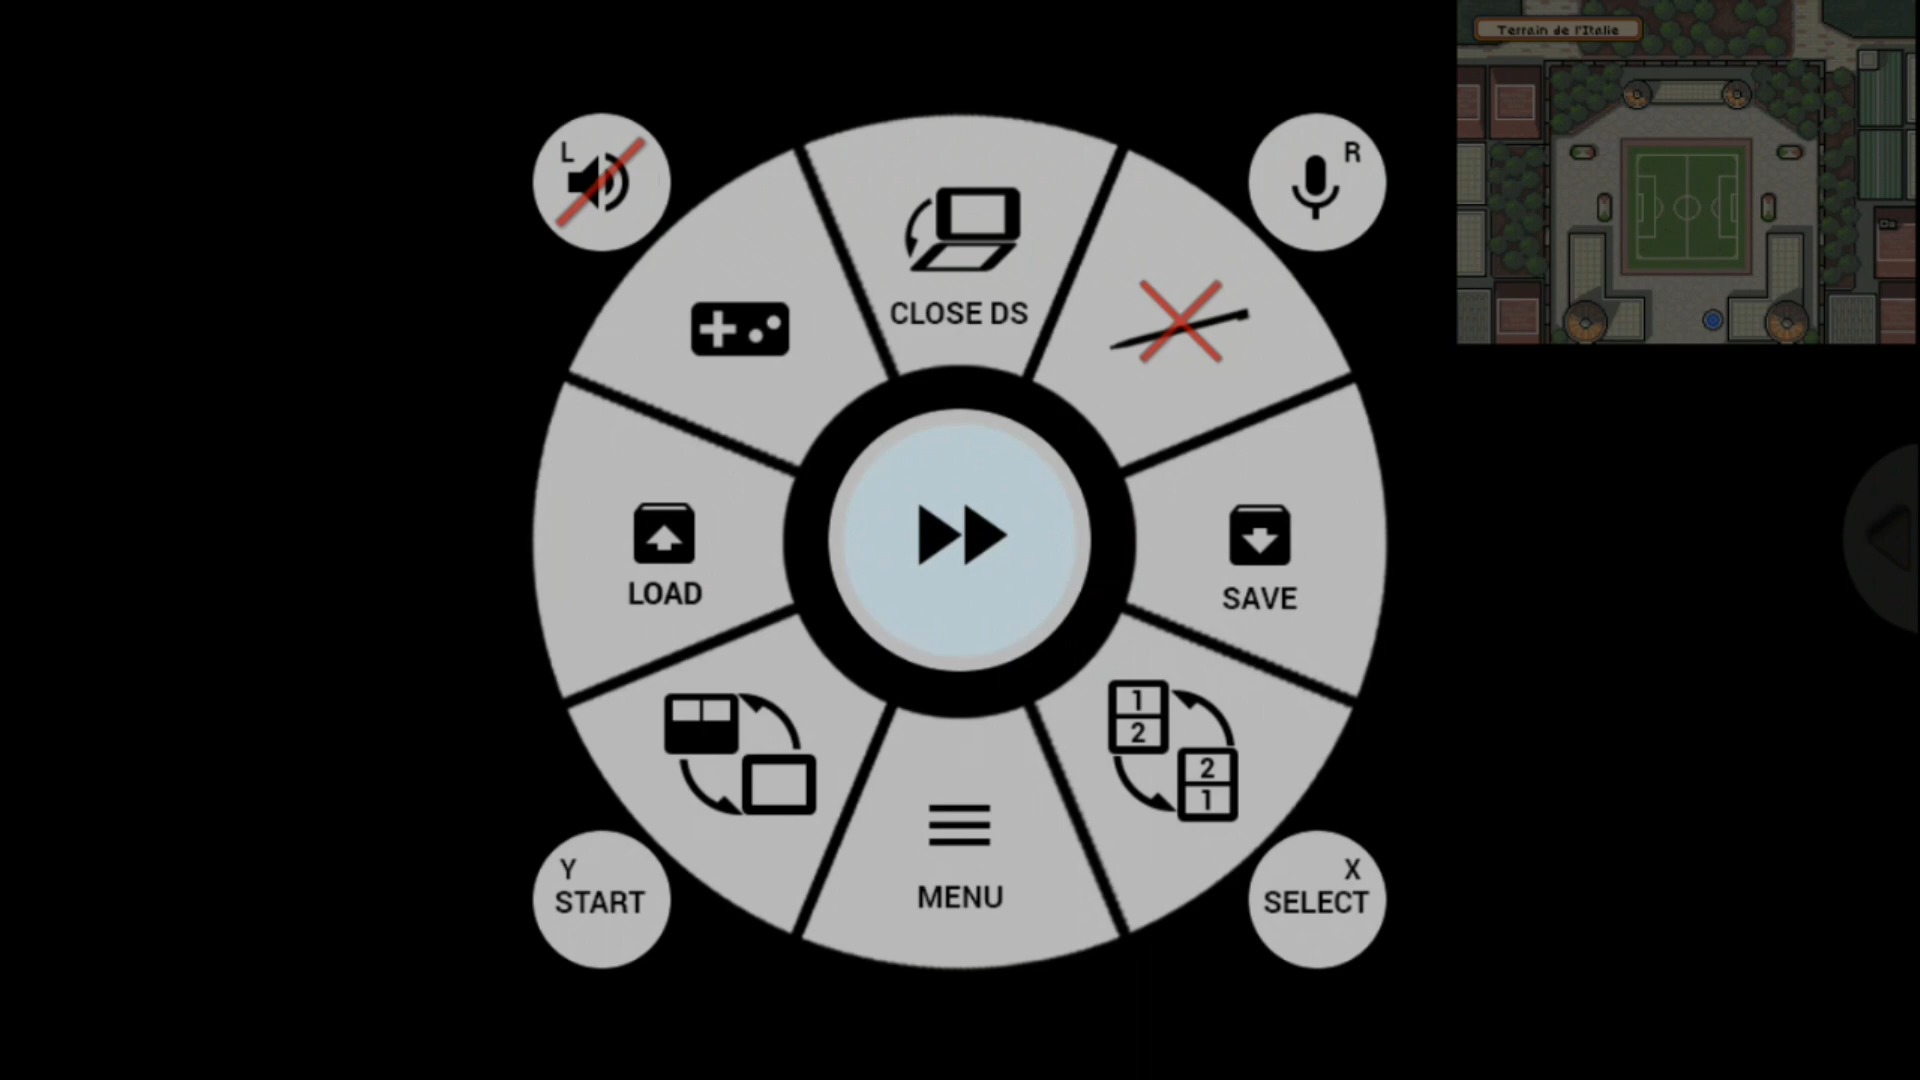 Terrain de l'Italie
L
R
CLOSE DS
LOAD
SAVE
1
2
2
1
Y
START
MENU
X
SELECT